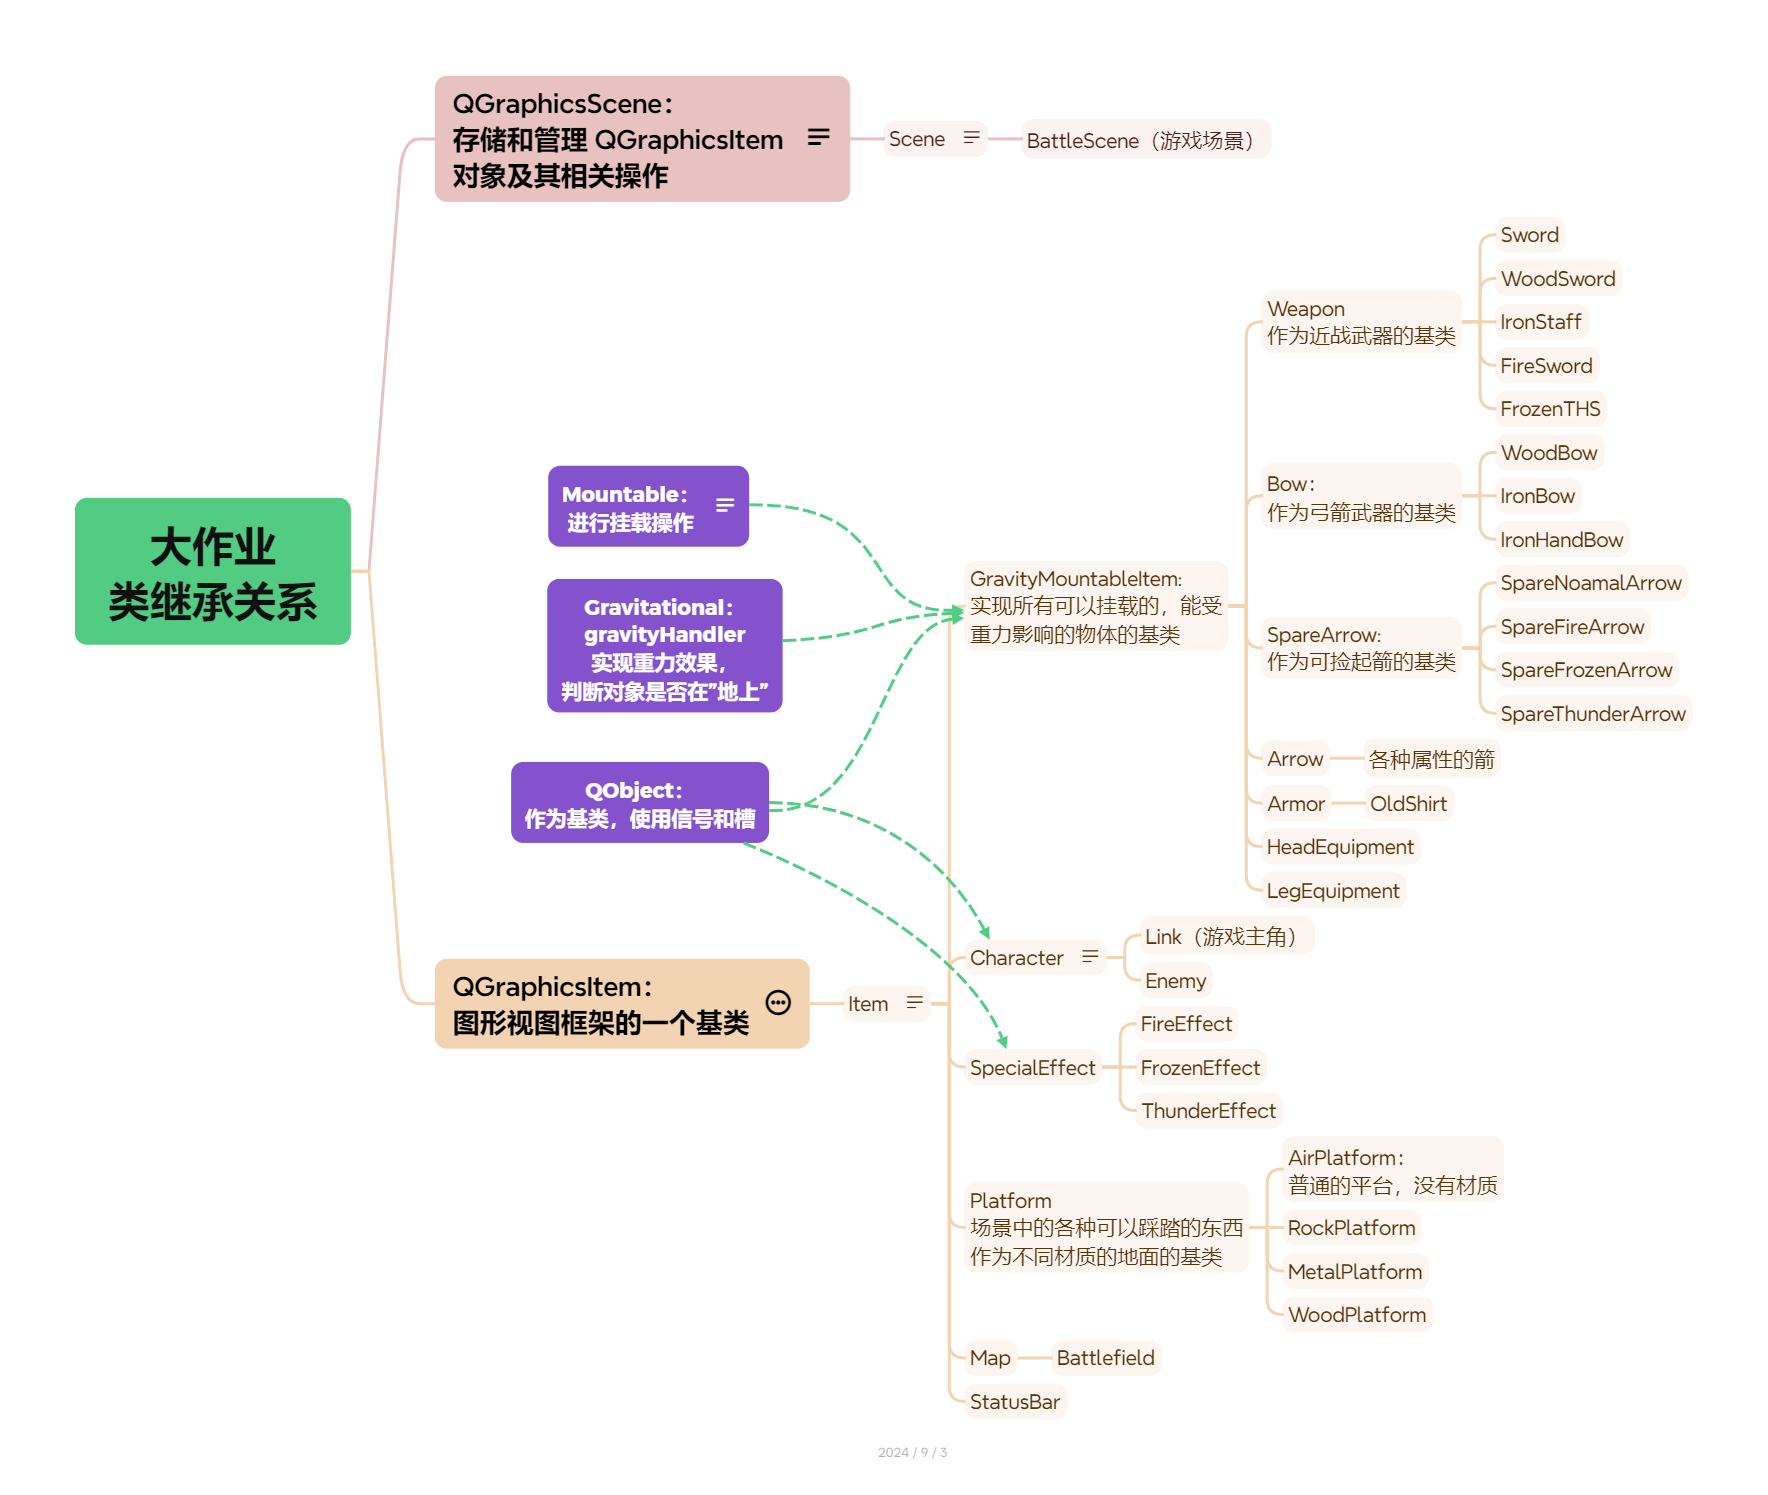 大作业
类继承关系
QGraphicsScene：
存储和管理 QGraphicsItem
对象及其相关操作
Scene
BattleScene（游戏场景）
Mountable：
进行挂载操作
Gravitational：
gravityHandler
实现重力效果，
判断对象是否在”地上”
QObject：
作为基类，使用信号和槽
QGraphicsItem：
图形视图框架的一个基类
Item
GravityMountableItem:
实现所有可以挂载的，能受
重力影响的物体的基类
Weapon
作为近战武器的基类
Sword
WoodSword
IronStaff
FireSword
FrozenTHS
Bow：
作为弓箭武器的基类
WoodBow
IronBow
IronHandBow
SpareArrow:
作为可捡起箭的基类
SpareNoamalArrow
SpareFireArrow
SpareFrozenArrow
SpareThunderArrow
Arrow
各种属性的箭
Armor
OldShirt
HeadEquipment
LegEquipment
Character
Link（游戏主角）
Enemy
SpecialEffect
FireEffect
FrozenEffect
ThunderEffect
Platform
场景中的各种可以踩踏的东西
作为不同材质的地面的基类
AirPlatform：
普通的平台，没有材质
RockPlatform
MetalPlatform
WoodPlatform
Map
Battlefield
StatusBar
2024 / 9 / 3